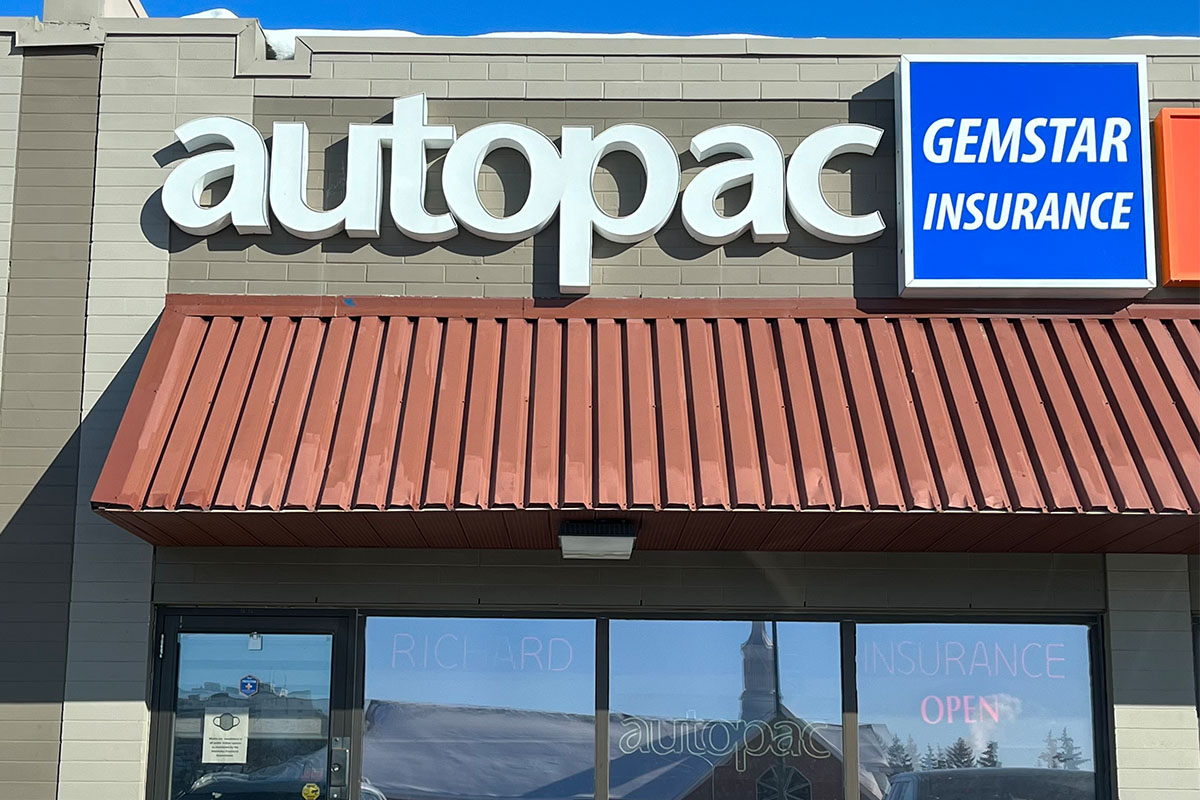 autopac
GEMSTAR
INSURANCE
RICHARD
INSURANCE
OPEN
autopac